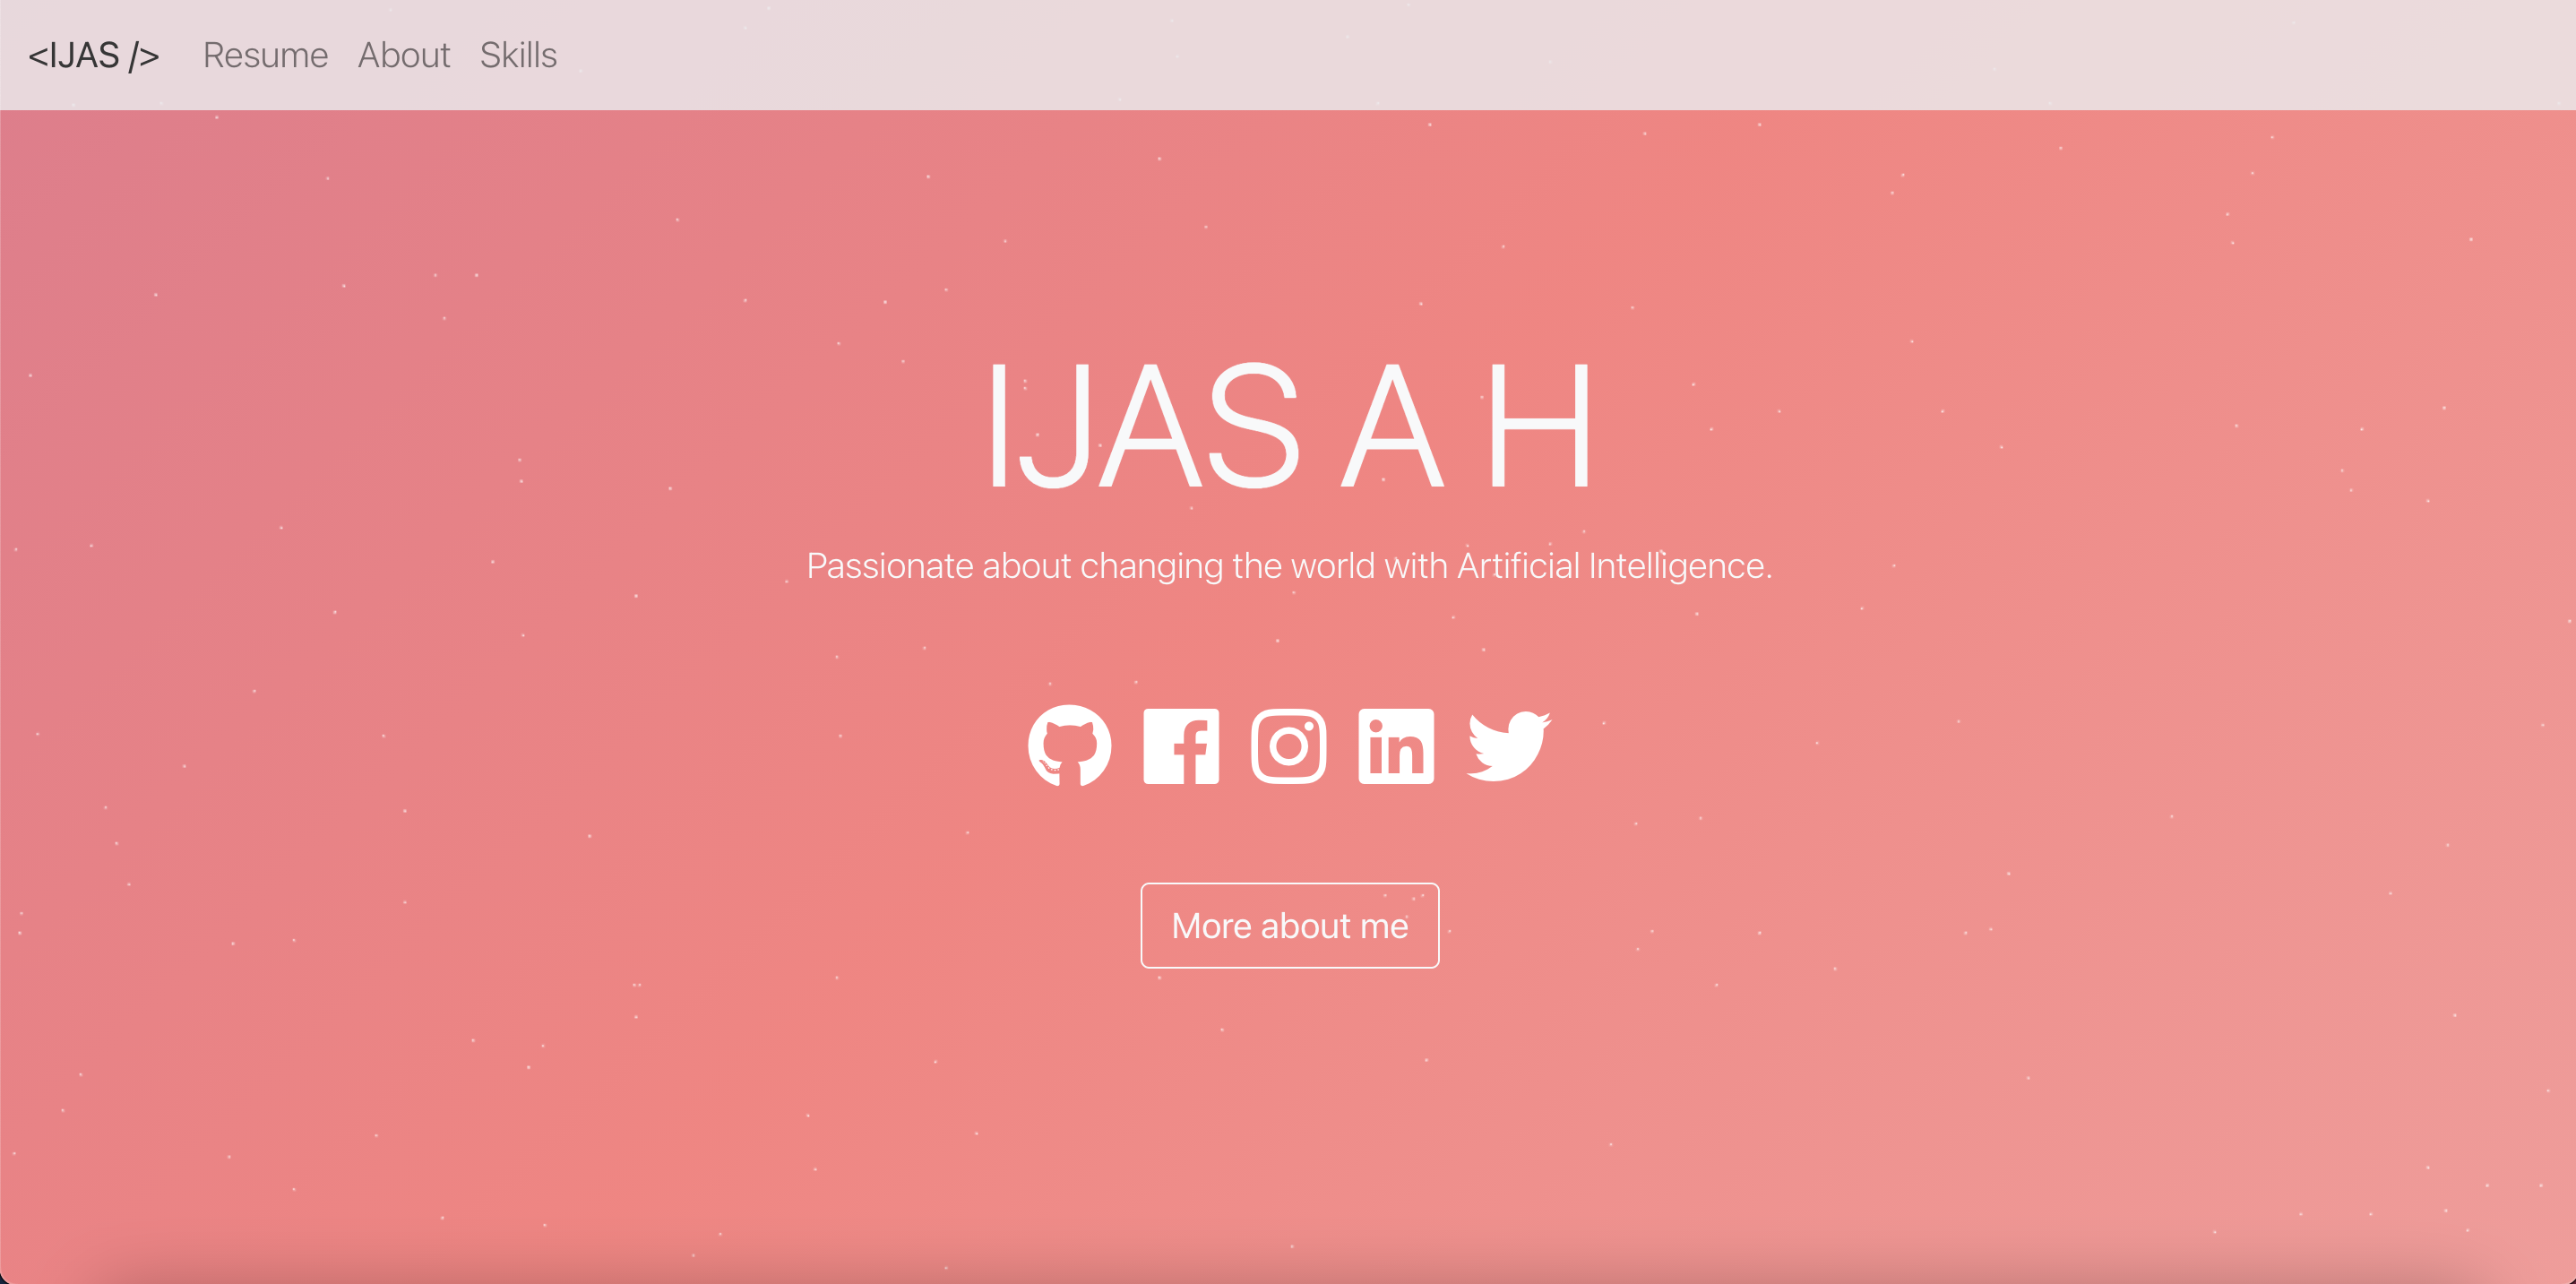 <IJAS /> Resume About Skills
IJAS A H
Passionate about changing the world with Artificial Intelligence.
More about me